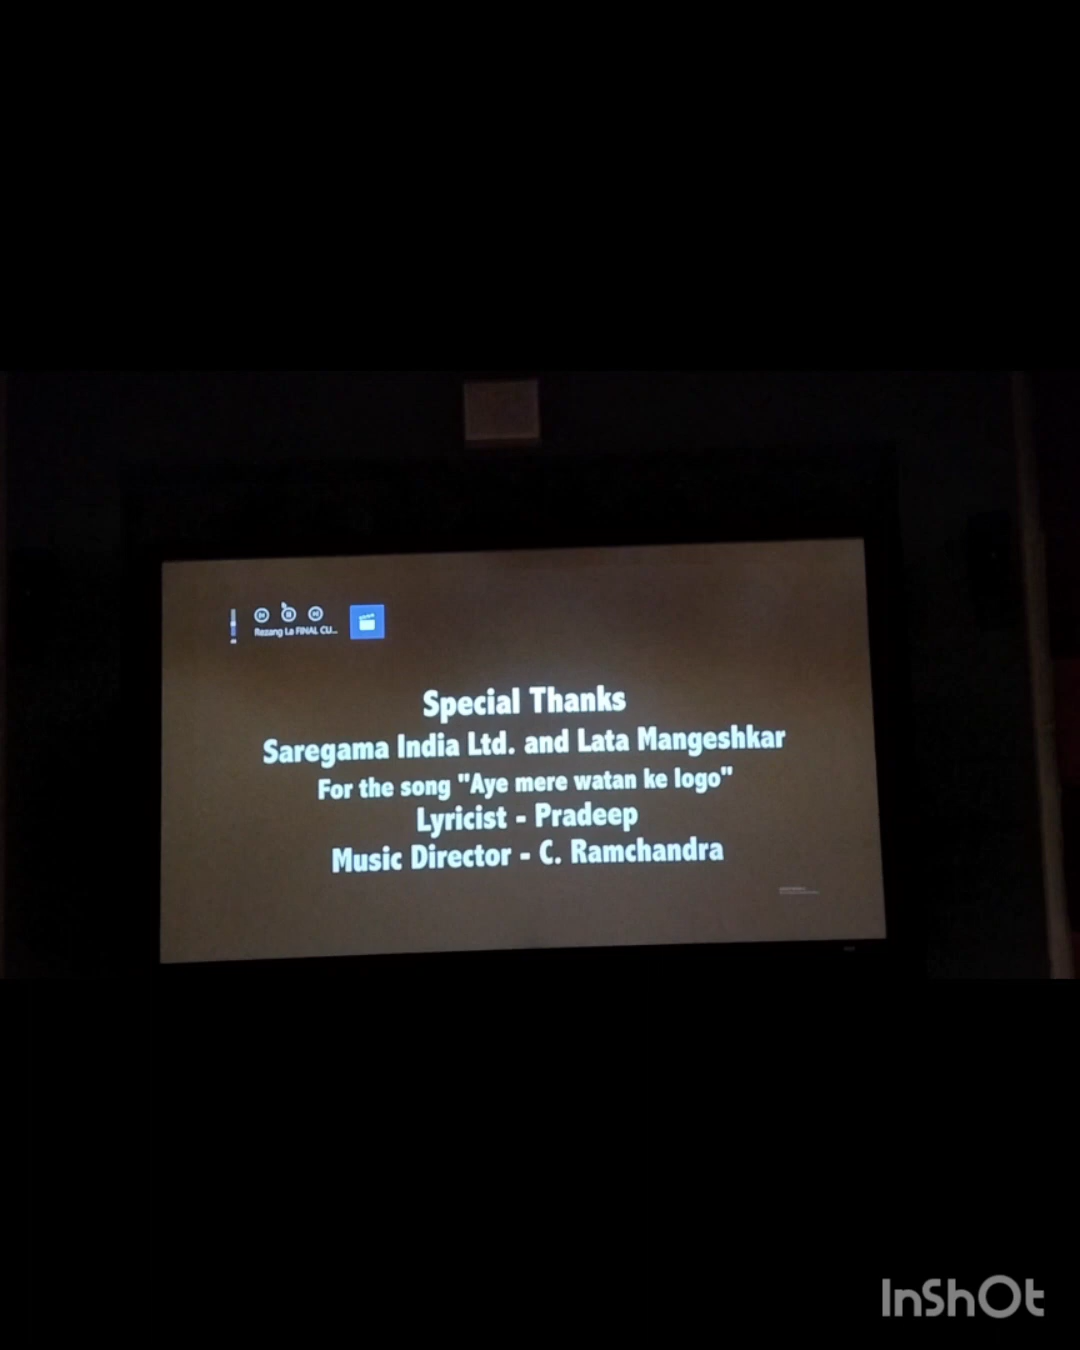 Rezang La FINAL CU...
Special Thanks
Saregama India Ltd. and Lata Mangeshkar
For the song "Aye mere watan ke logo"
Lyricist - Pradeep
Music Director - C. Ramchandra
InShOt